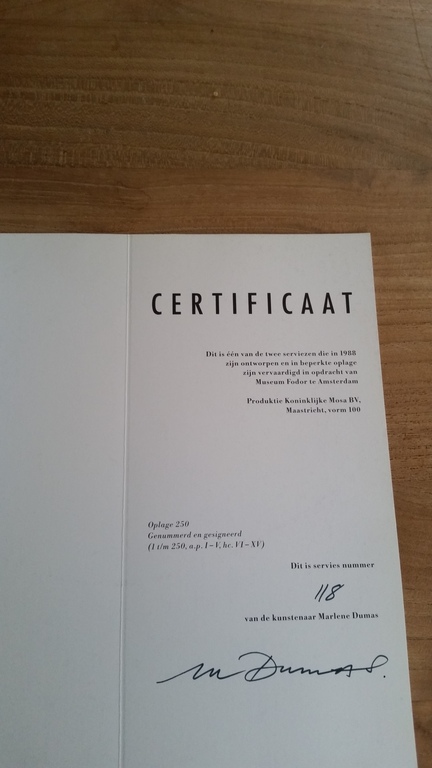 CERTIFICAAT
Dit is één van de twee serviezen die in 1988
zijn ontworpen en in beperkte oplage
zijn vervaardigd in opdracht van
Museum Fodor te Amsterdam
Produktie Koninklijke Mosa BV,
Maastricht, vorm 100
Oplage 250
Genummerd en gesigneerd
(1 t/m 250, a.p. I–V, hc. VI–XV)
Dit is servies nummer
118
van de kunstenaar Marlene Dumas
M Dumas.